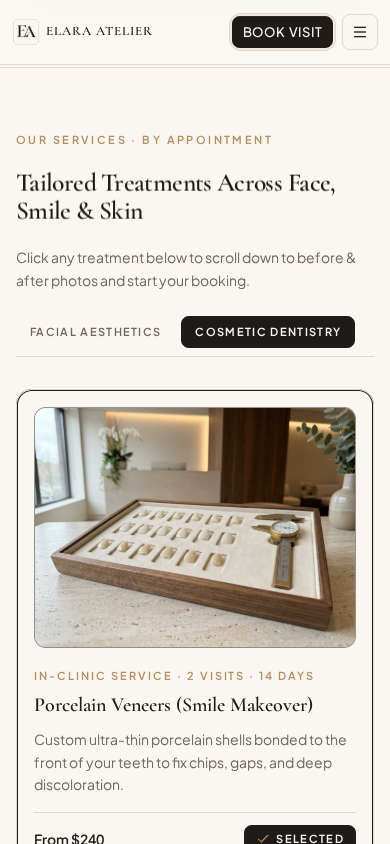 EA ELARA ATELIER
BOOK VISIT
OUR SERVICES · BY APPOINTMENT
Tailored Treatments Across Face,
Smile & Skin
Click any treatment below to scroll down to before &
after photos and start your booking.
FACIAL AESTHETICS
COSMETIC DENTISTRY
IN-CLINIC SERVICE · 2 VISITS · 14 DAYS
Porcelain Veneers (Smile Makeover)
Custom ultra-thin porcelain shells bonded to the
front of your teeth to fix chips, gaps, and deep
discoloration.
From $240
SELECTED